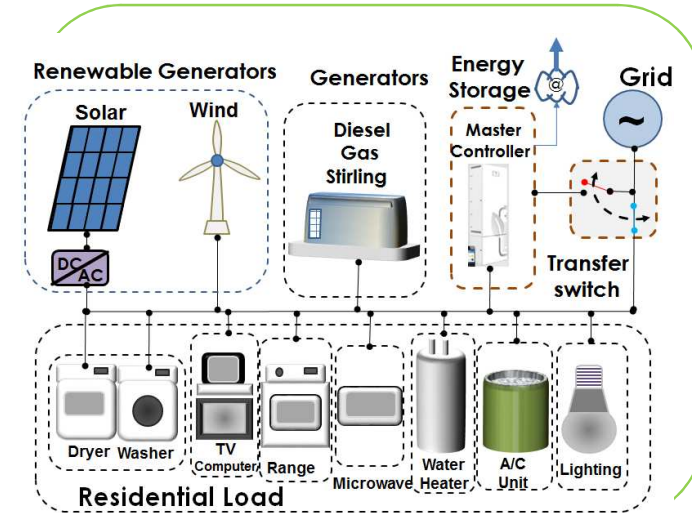 Renewable Generators
Solar
Wind
DC
AC
Generators
Diesel
Gas
Stirling
Energy
Storage
@
Master
Controller
Grid
~
Transfer
switch
Dryer
Washer
TV
Computer
Range
Microwave
Water
Heater
A/C
Unit
Lighting
Residential Load